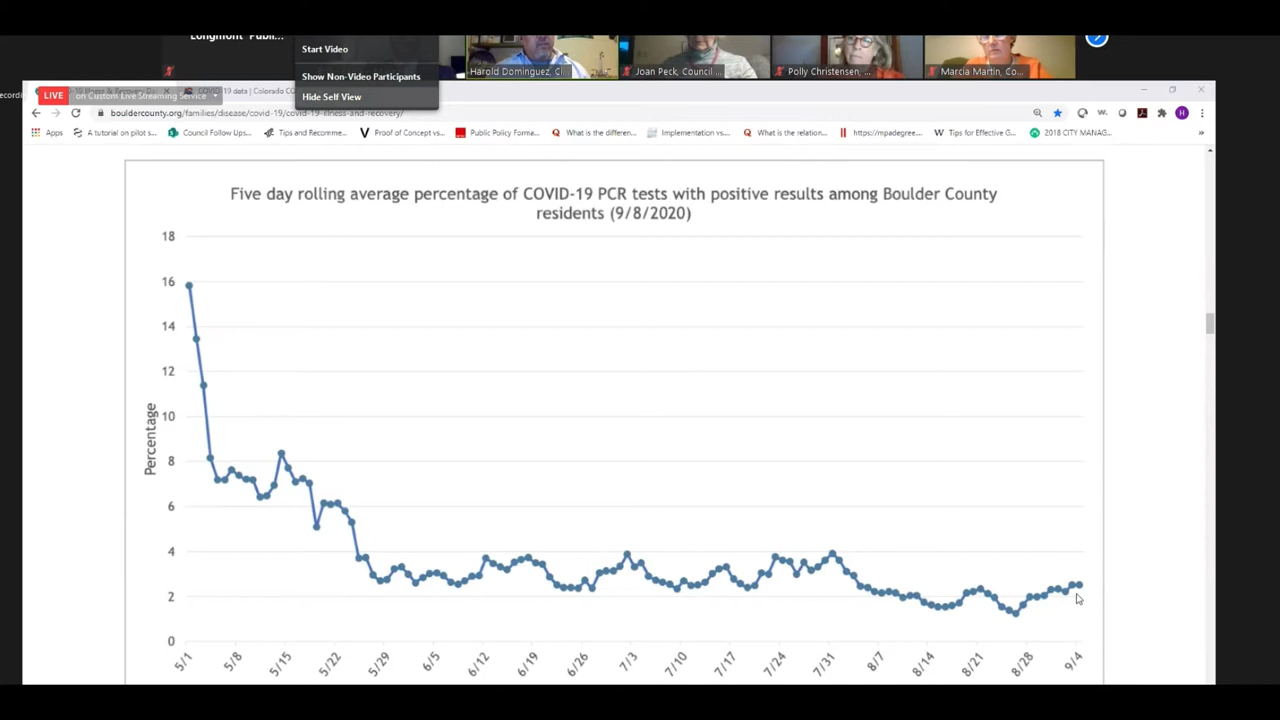 Longmont Publi...
Start Video
Show Non-Video Participants
Hide Self View
Harold Dominguez, Ci...
Joan Peck, Council ...
Polly Christensen, ...
Marcia Martin, Co...
LIVE on Custom Live Streaming Service
19 data | Colorado CO
bouldercounty.org/families/disease/covid-19/covid-19-illness-and-recovery/
Apps A tutorial on pilot s... Council Follow Ups... Tips and Recomme... Proof of Concept vs... Public Policy Forma... What is the differen... Implementation vs... What is the relation... https://mpadegree... Tips for Effective G... 2018 CITY MANAG...
Five day rolling average percentage of COVID-19 PCR tests with positive results among Boulder County
residents (9/8/2020)
Percentage
18
16
14
12
10
8
6
4
2
0
5/1 5/8 5/15 5/22 5/29 6/5 6/12 6/19 6/26 7/3 7/10 7/17 7/24 7/31 8/7 8/14 8/21 8/28 9/4